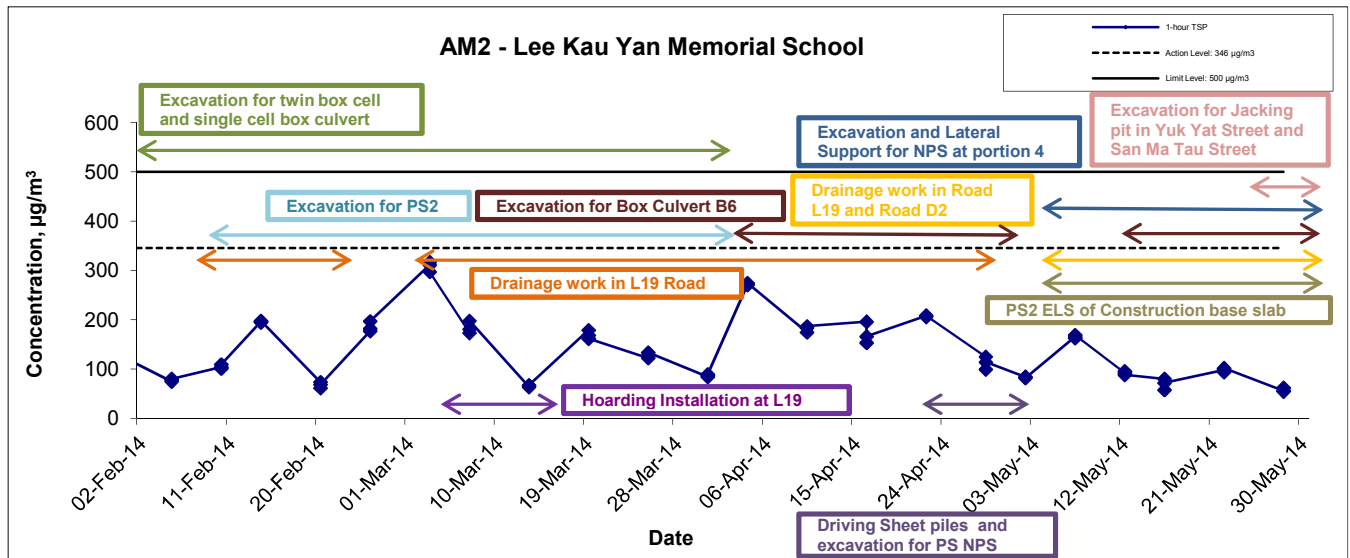 AM2 - Lee Kau Yan Memorial School
1-hour TSP
Action Level: 346 µg/m3
Limit Level: 500 µg/m3
Excavation for twin box cell
and single cell box culvert
Excavation and Lateral
Support for NPS at portion 4
Excavation for Jacking
pit in Yuk Yat Street and
San Ma Tau Street
Excavation for PS2
Excavation for Box Culvert B6
Drainage work in Road
L19 and Road D2
Drainage work in L19 Road
PS2 ELS of Construction base slab
Hoarding Installation at L19
Driving Sheet piles and
excavation for PS NPS
Concentration, µg/m³
600
500
400
300
200
100
0
02-Feb-14
11-Feb-14
20-Feb-14
01-Mar-14
10-Mar-14
19-Mar-14
28-Mar-14
06-Apr-14
15-Apr-14
24-Apr-14
03-May-14
12-May-14
21-May-14
30-May-14
Date